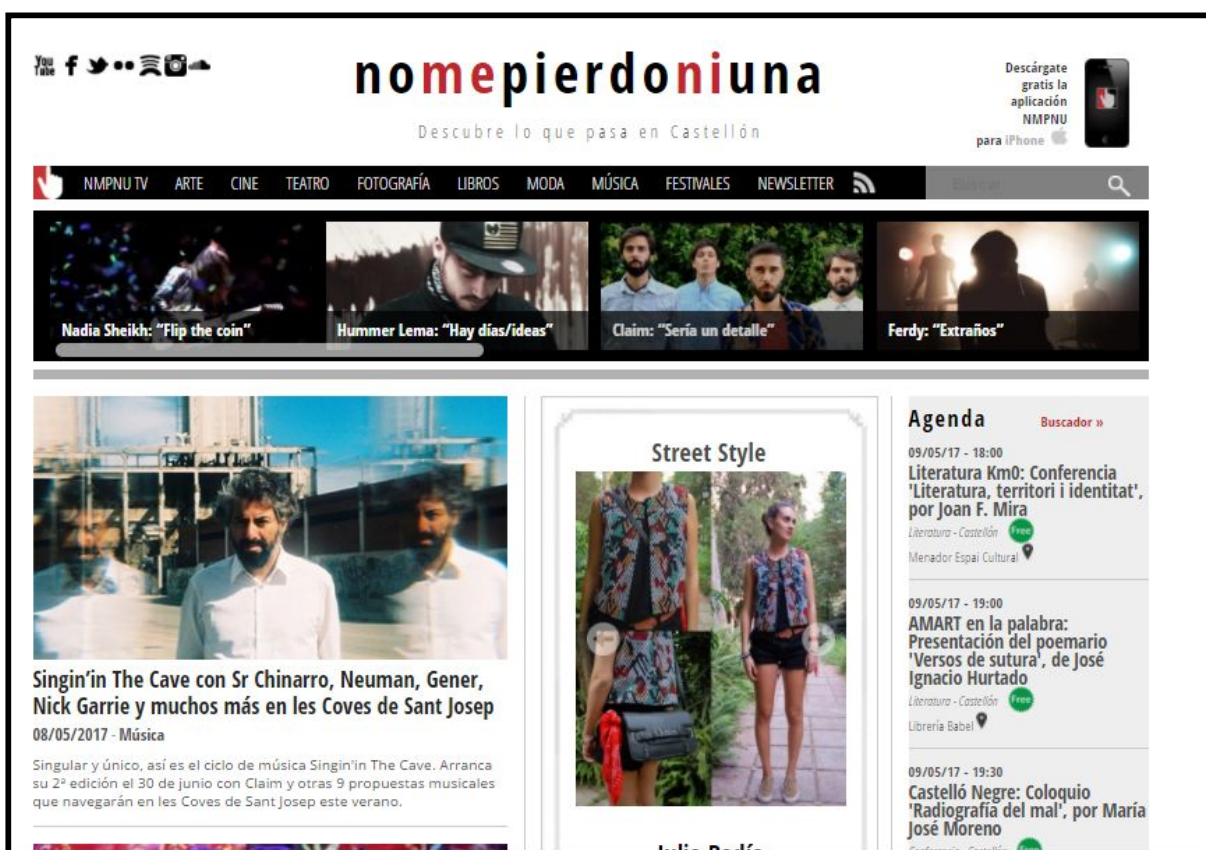 You Tube
nomepierdoniuna
Descubre lo que pasa en Castellón
Descárgate
gratis la
aplicación
NMPNU
para iPhone
NMPNU TV ARTE CINE TEATRO FOTOGRAFÍA LIBROS MODA MÚSICA FESTIVALES NEWSLETTER Buscar
Nadia Sheikh: “Flip the coin”
Hummer Lema: “Hay días/ideas”
Claim: “Sería un detalle”
Ferdy: “Extraños”
Singin’in The Cave con Sr Chinarro, Neuman, Gener,
Nick Garrie y muchos más en les Coves de Sant Josep
08/05/2017 - Música
Singular y único, así es el ciclo de música Singin'in The Cave. Arranca
su 2ª edición el 30 de junio con Claim y otras 9 propuestas musicales
que navegarán en les Coves de Sant Josep este verano.
Street Style
Agenda Buscador »
09/05/17 - 18:00
Literatura Km0: Conferencia
'Literatura, territori i identitat',
por Joan F. Mira
Literatura - Castellón Free
Menador Espai Cultural
09/05/17 - 19:00
AMART en la palabra:
Presentación del poemario
'Versos de sutura', de José
Ignacio Hurtado
Literatura - Castellón Free
Librería Babel
09/05/17 - 19:30
Castelló Negre: Coloquio
'Radiografía del mal', por María
José Moreno